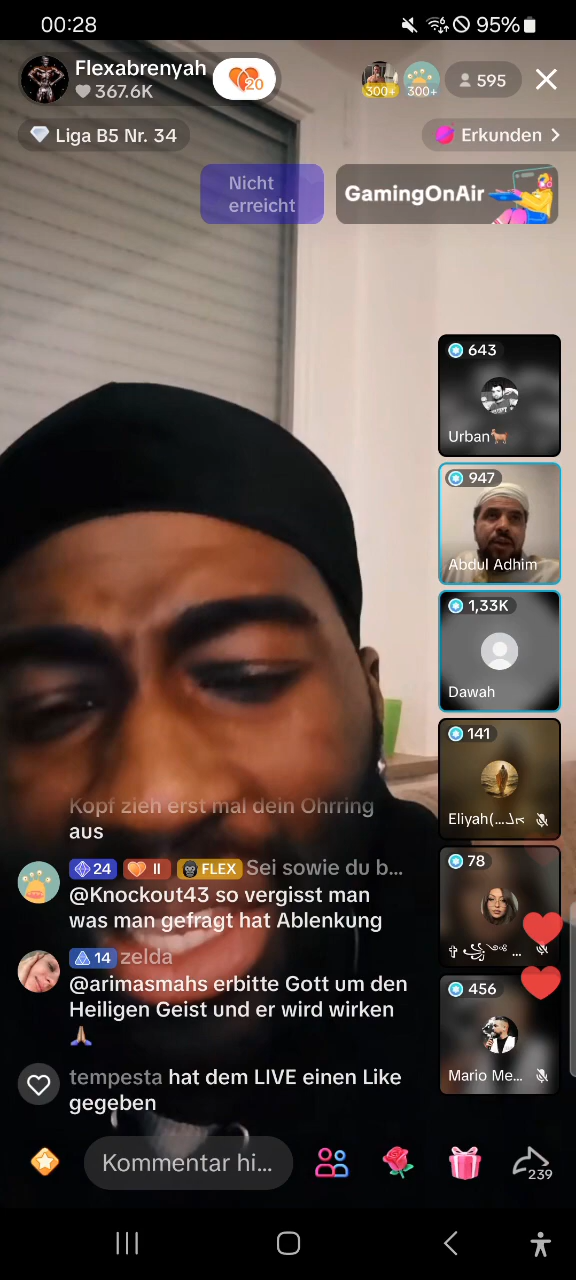 00:28
95%
Flexabrenyah
367.6K
20
300+
300+
595
Liga B5 Nr. 34
Erkunden
Nicht
erreicht
GamingOnAir
643
Urban
947
Abdul Adhim
1,33K
Dawah
141
Eliyah(...
78
456
Mario Me...
Kopf zieh erst mal dein Ohrring
aus
24 II FLEX Sei sowie du b...
@Knockout43 so vergisst man
was man gefragt hat Ablenkung
14 zelda
@arimasmahs erbitte Gott um den
Heiligen Geist und er wird wirken
🙏🏽
tempesta hat dem LIVE einen Like
gegeben
Kommentar hi...
239